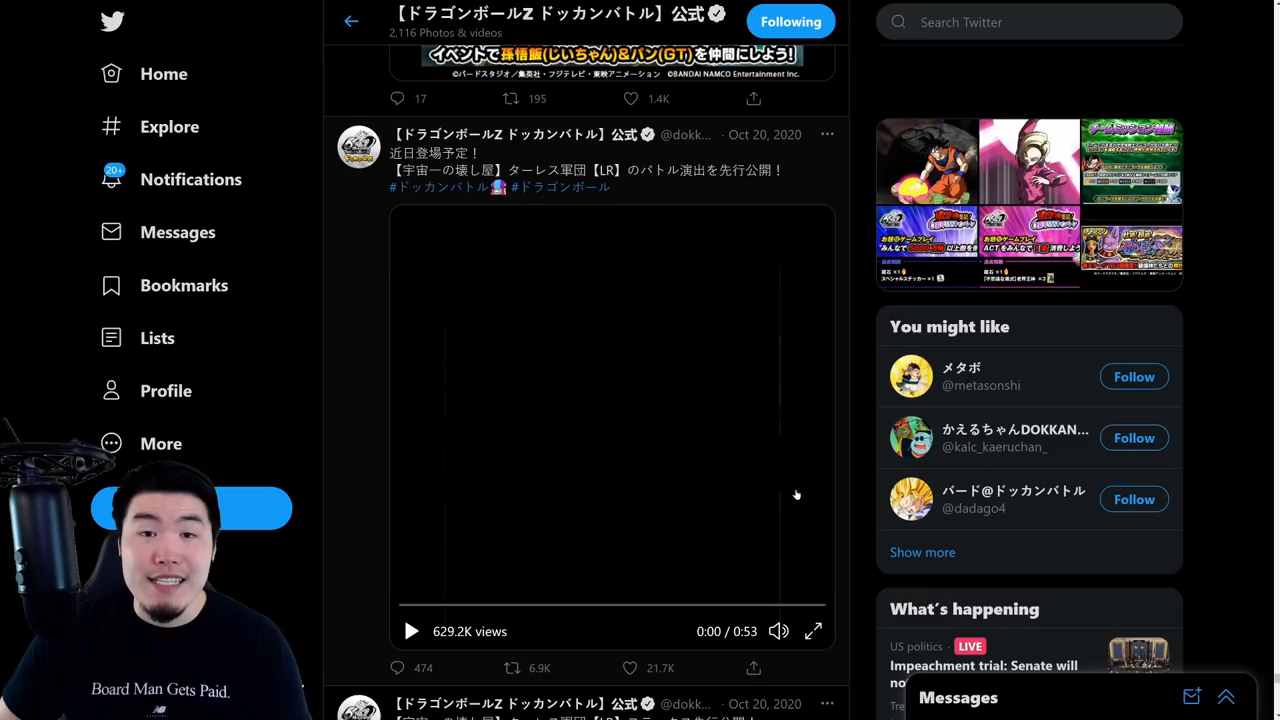 Home
Explore
20+
Notifications
Messages
Bookmarks
Lists
Profile
More
【ドラゴンボールZ ドッカンバトル】公式
2,116 Photos & videos
Following
イベントで孫悟飯(じいちゃん)&パン(GT)を仲間にしよう!
©バードスタジオ/集英社・フジテレビ・東映アニメーション ©BANDAI NAMCO Entertainment Inc.
17 195 1.4K
【ドラゴンボールZ ドッカンバトル】公式 @dokk... · Oct 20, 2020 ···
近日登場予定！
【宇宙一の壊し屋】ターレス軍団【LR】のバトル演出を先行公開！
#ドッカンバトル #ドラゴンボール
629.2K views 0:00 / 0:53
474 6.9K 21.7K
【ドラゴンボールZ ドッカンバトル】公式 @dokk... · Oct 20, 2020 ···
Search Twitter
You might like
メタボ
@metasonshi
Follow
かえるちゃんDOKKAN...
@kalc_kaeruchan_
Follow
バード@ドッカンバトル
@dadago4
Follow
Show more
What's happening
US politics · LIVE
Impeachment trial: Senate will
Messages
Board Man Gets Paid.